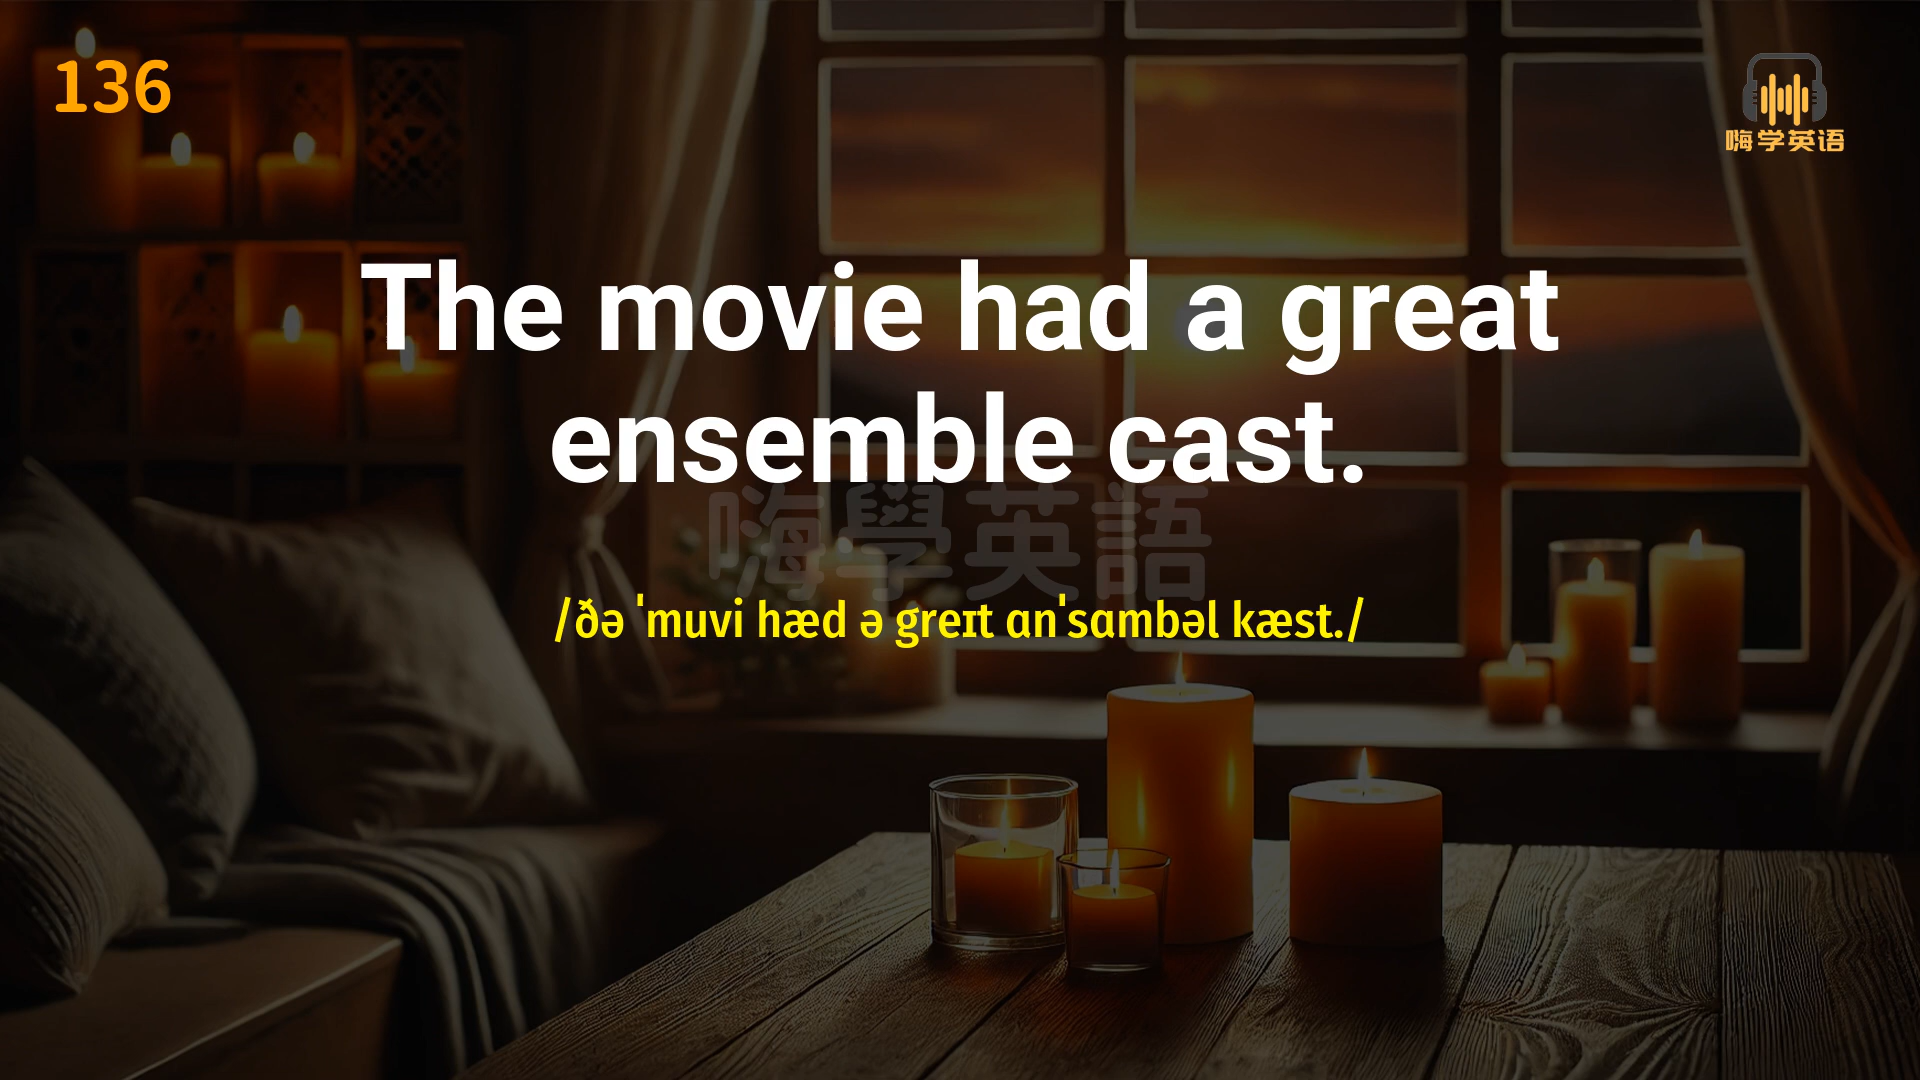 136
嗨学英语
The movie had a great
ensemble cast.
嗨學英語
/ðə ˈmuvi hæd ə greɪt ɑnˈsɑmbəl kæst./